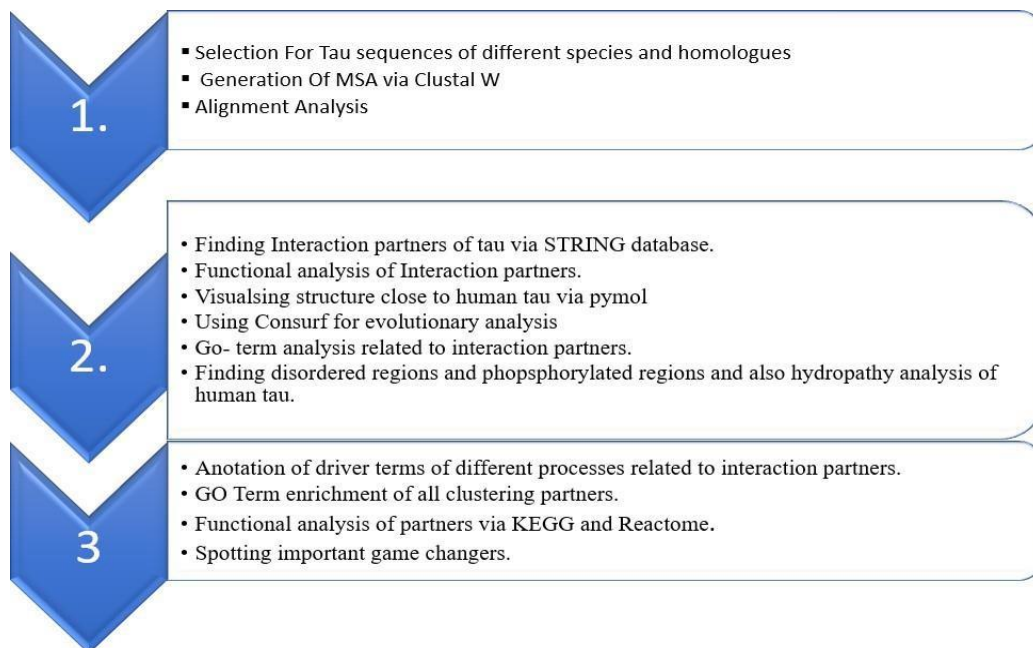 1.
▪ Selection For Tau sequences of different species and homologues
▪ Generation Of MSA via Clustal W
▪ Alignment Analysis
2.
• Finding Interaction partners of tau via STRING database.
• Functional analysis of Interaction partners.
• Visualsing structure close to human tau via pymol
• Using Consurf for evolutionary analysis
• Go- term analysis related to interaction partners.
• Finding disordered regions and phopsphorylated regions and also hydropathy analysis of
human tau.
3
• Anotation of driver terms of different processes related to interaction partners.
• GO Term enrichment of all clustering partners.
• Functional analysis of partners via KEGG and Reactome.
• Spotting important game changers.